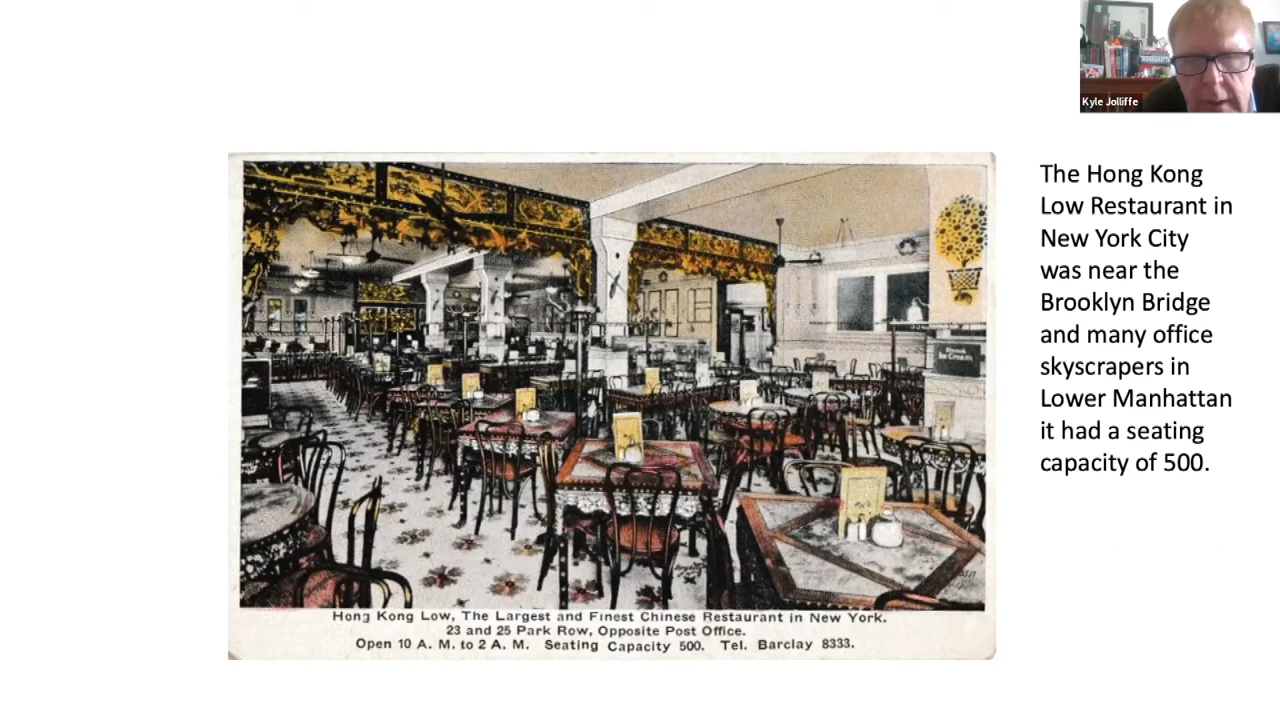 Kyle Jolliffe
The Hong Kong
Low Restaurant in
New York City
was near the
Brooklyn Bridge
and many office
skyscrapers in
Lower Manhattan
it had a seating
capacity of 500.
Hong Kong Low, The Largest and Finest Chinese Restaurant in New York.
23 and 25 Park Row, Opposite Post Office.
Open 10 A. M. to 2 A. M. Seating Capacity 500. Tel. Barclay 8333.